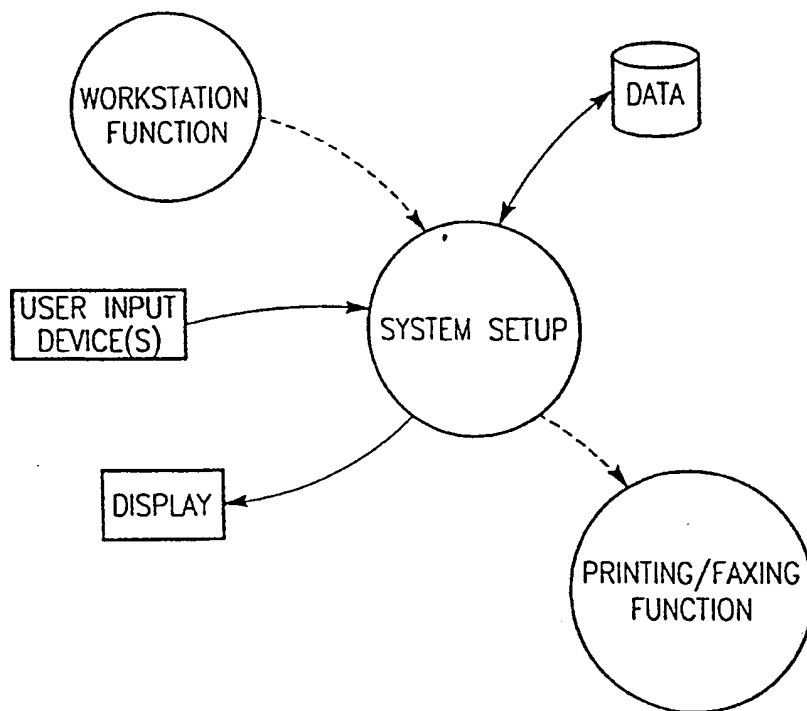 WORKSTATION
FUNCTION
DATA
USER INPUT
DEVICE(S)
SYSTEM SETUP
DISPLAY
PRINTING/FAXING
FUNCTION